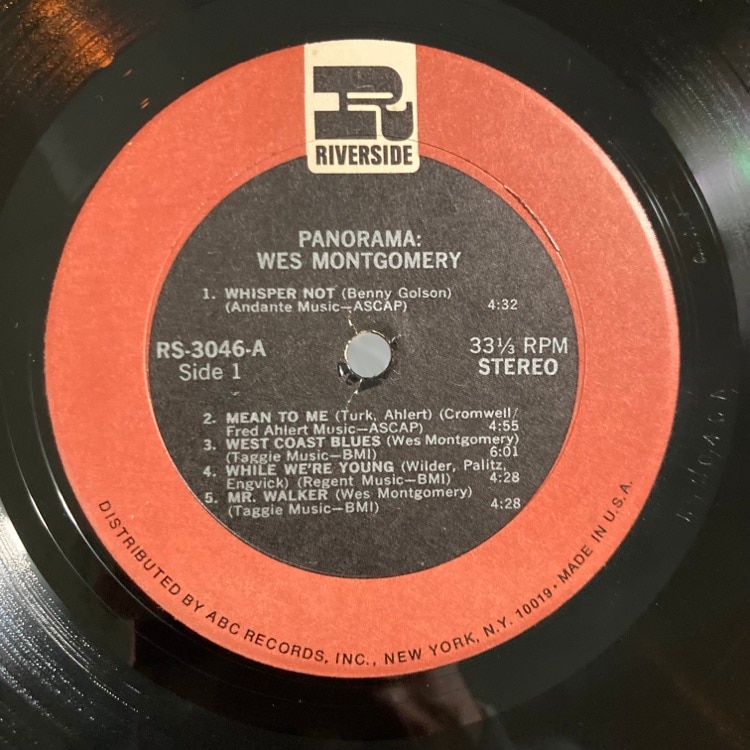 R
RIVERSIDE
PANORAMA:
WES MONTGOMERY
1. WHISPER NOT (Benny Golson)
(Andante Music—ASCAP) 4:32
RS-3046-A
Side 1
33⅓ RPM
STEREO
2. MEAN TO ME (Turk, Ahlert) (Cromwell/
Fred Ahlert Music—ASCAP) 4:55
3. WEST COAST BLUES (Wes Montgomery)
(Taggie Music—BMI) 6:01
4. WHILE WE'RE YOUNG (Wilder, Palitz,
Engvick) (Regent Music—BMI) 4:28
5. MR. WALKER (Wes Montgomery)
(Taggie Music—BMI) 4:28
DISTRIBUTED BY ABC RECORDS, INC., NEW YORK, N.Y. 10019 • MADE IN U.S.A.